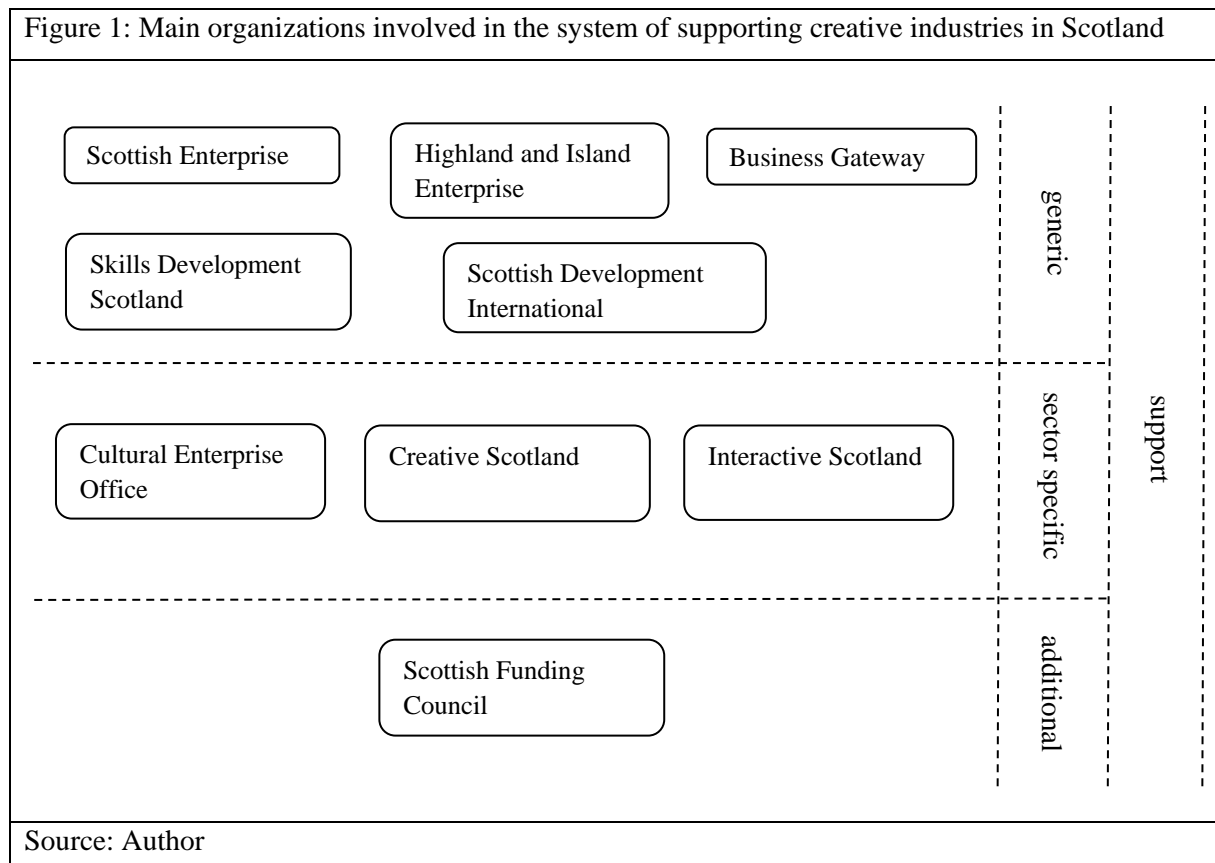 Figure 1: Main organizations involved in the system of supporting creative industries in Scotland
Scottish Enterprise
Highland and Island
Enterprise
Business Gateway
Skills Development
Scotland
Scottish Development
International
generic
Cultural Enterprise
Office
Creative Scotland
Interactive Scotland
sector specific
support
Scottish Funding
Council
additional
Source: Author